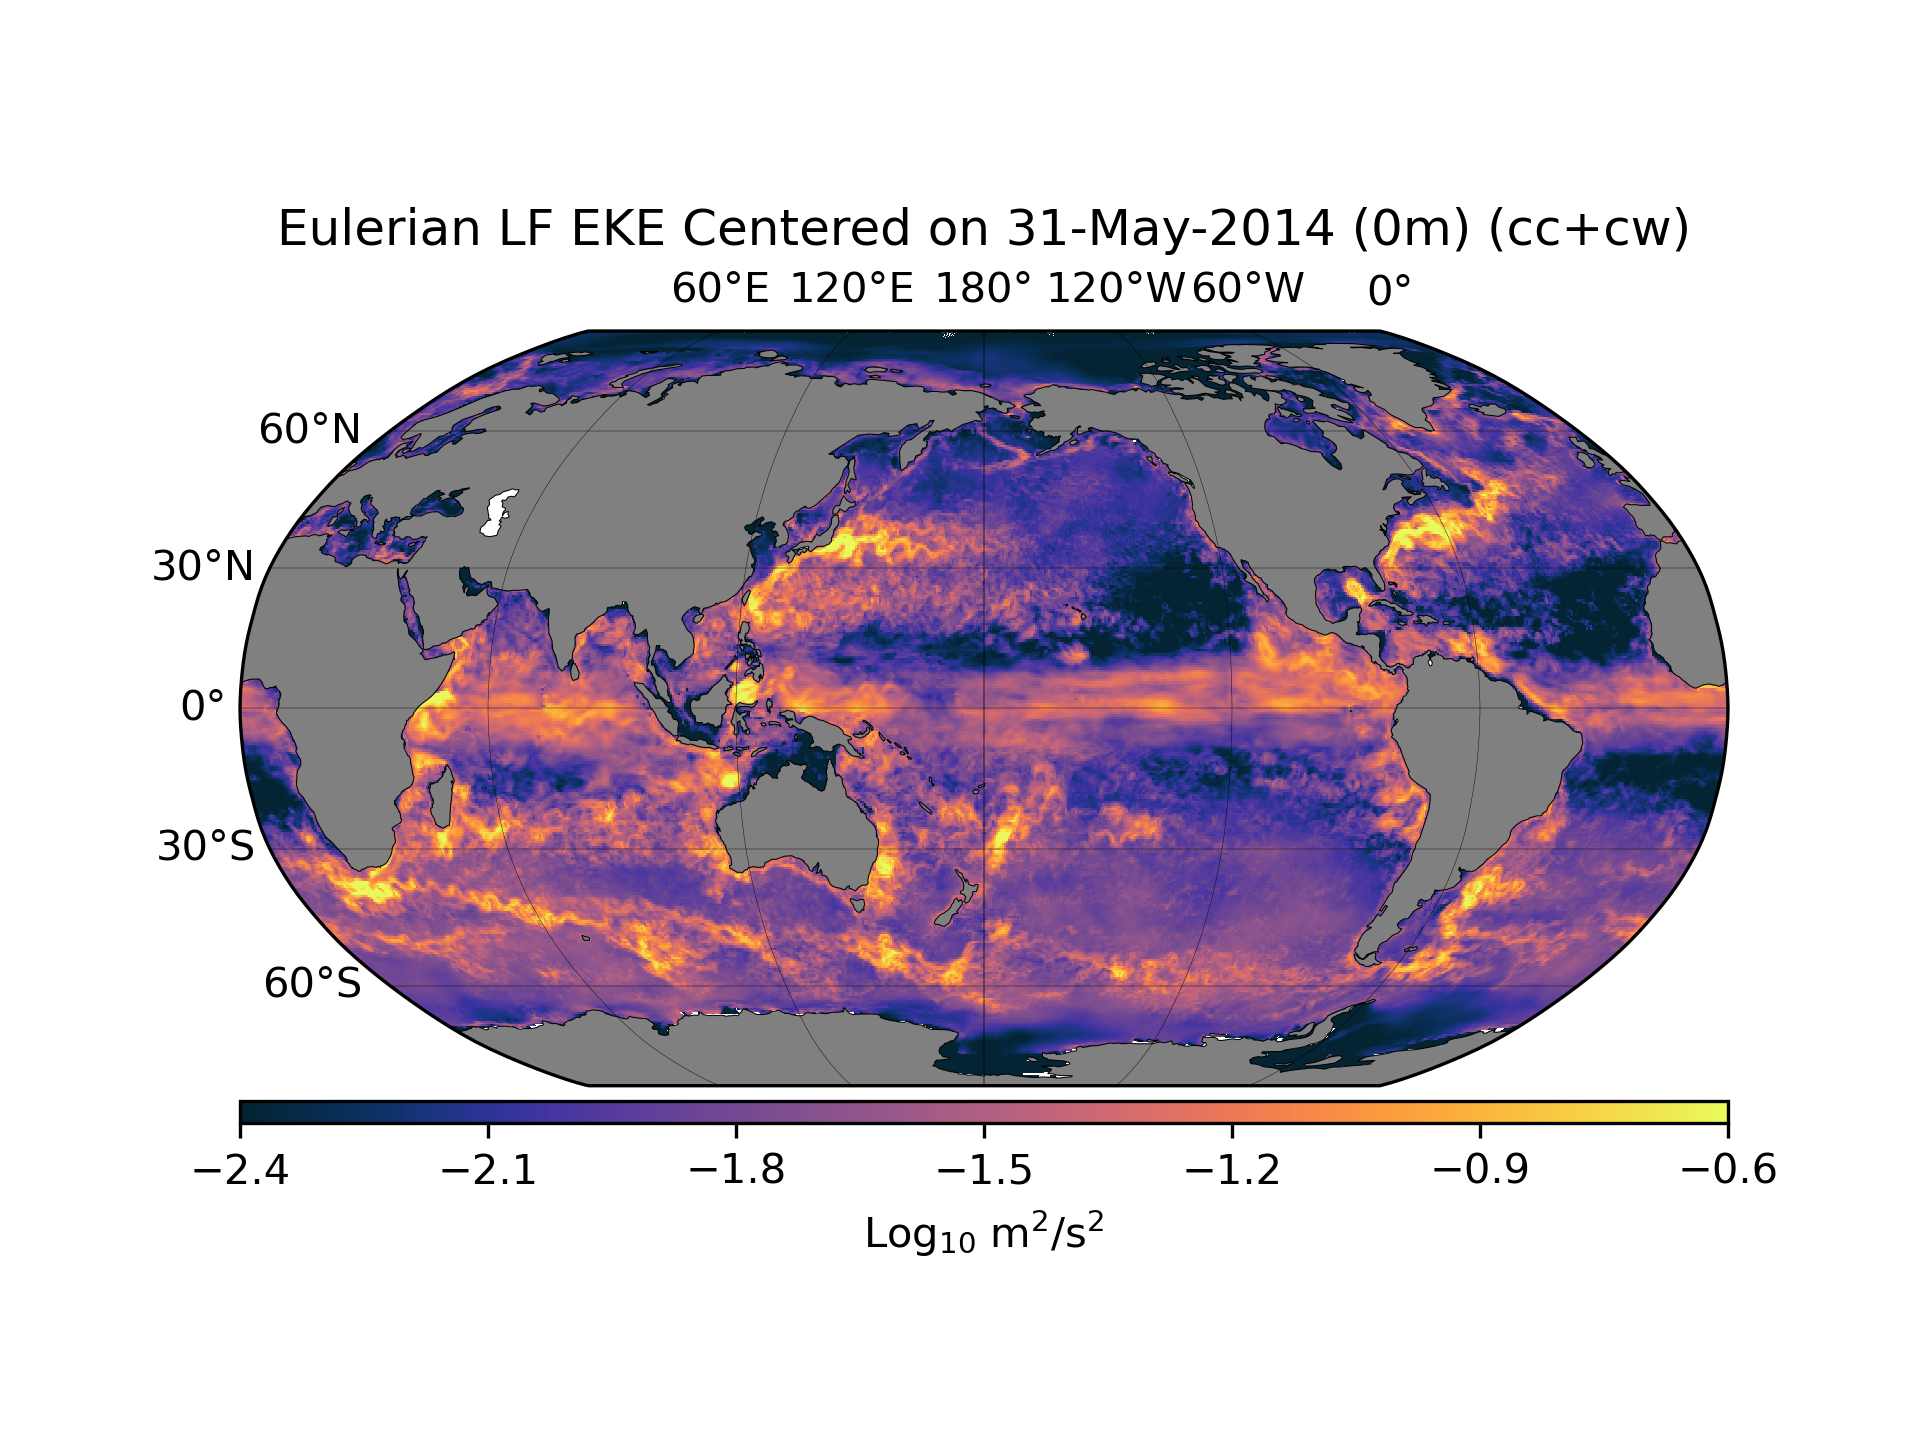 Eulerian LF EKE Centered on 31-May-2014 (0m) (cc+cw)
60°E 120°E 180° 120°W 60°W 0°
60°N
30°N
0°
30°S
60°S
−2.4 −2.1 −1.8 −1.5 −1.2 −0.9 −0.6
Log₁₀ m²/s²